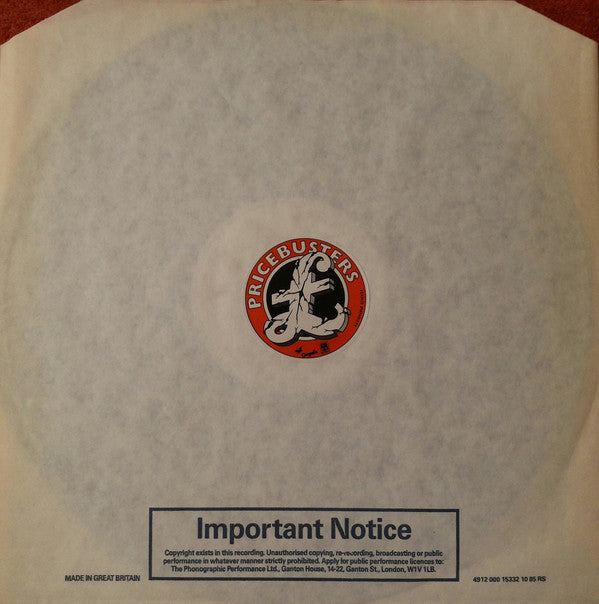 PRICEBUSTERS
Important Notice
Copyright exists in this recording. Unauthorised copying, re-recording, broadcasting or public
performance in whatever manner strictly prohibited. Apply for public performance licences to:
The Phonographic Performance Ltd., Ganton House, 14-22, Ganton St., London, W1V 1LB.
MADE IN GREAT BRITAIN
4912 000 15332 10 85 RS